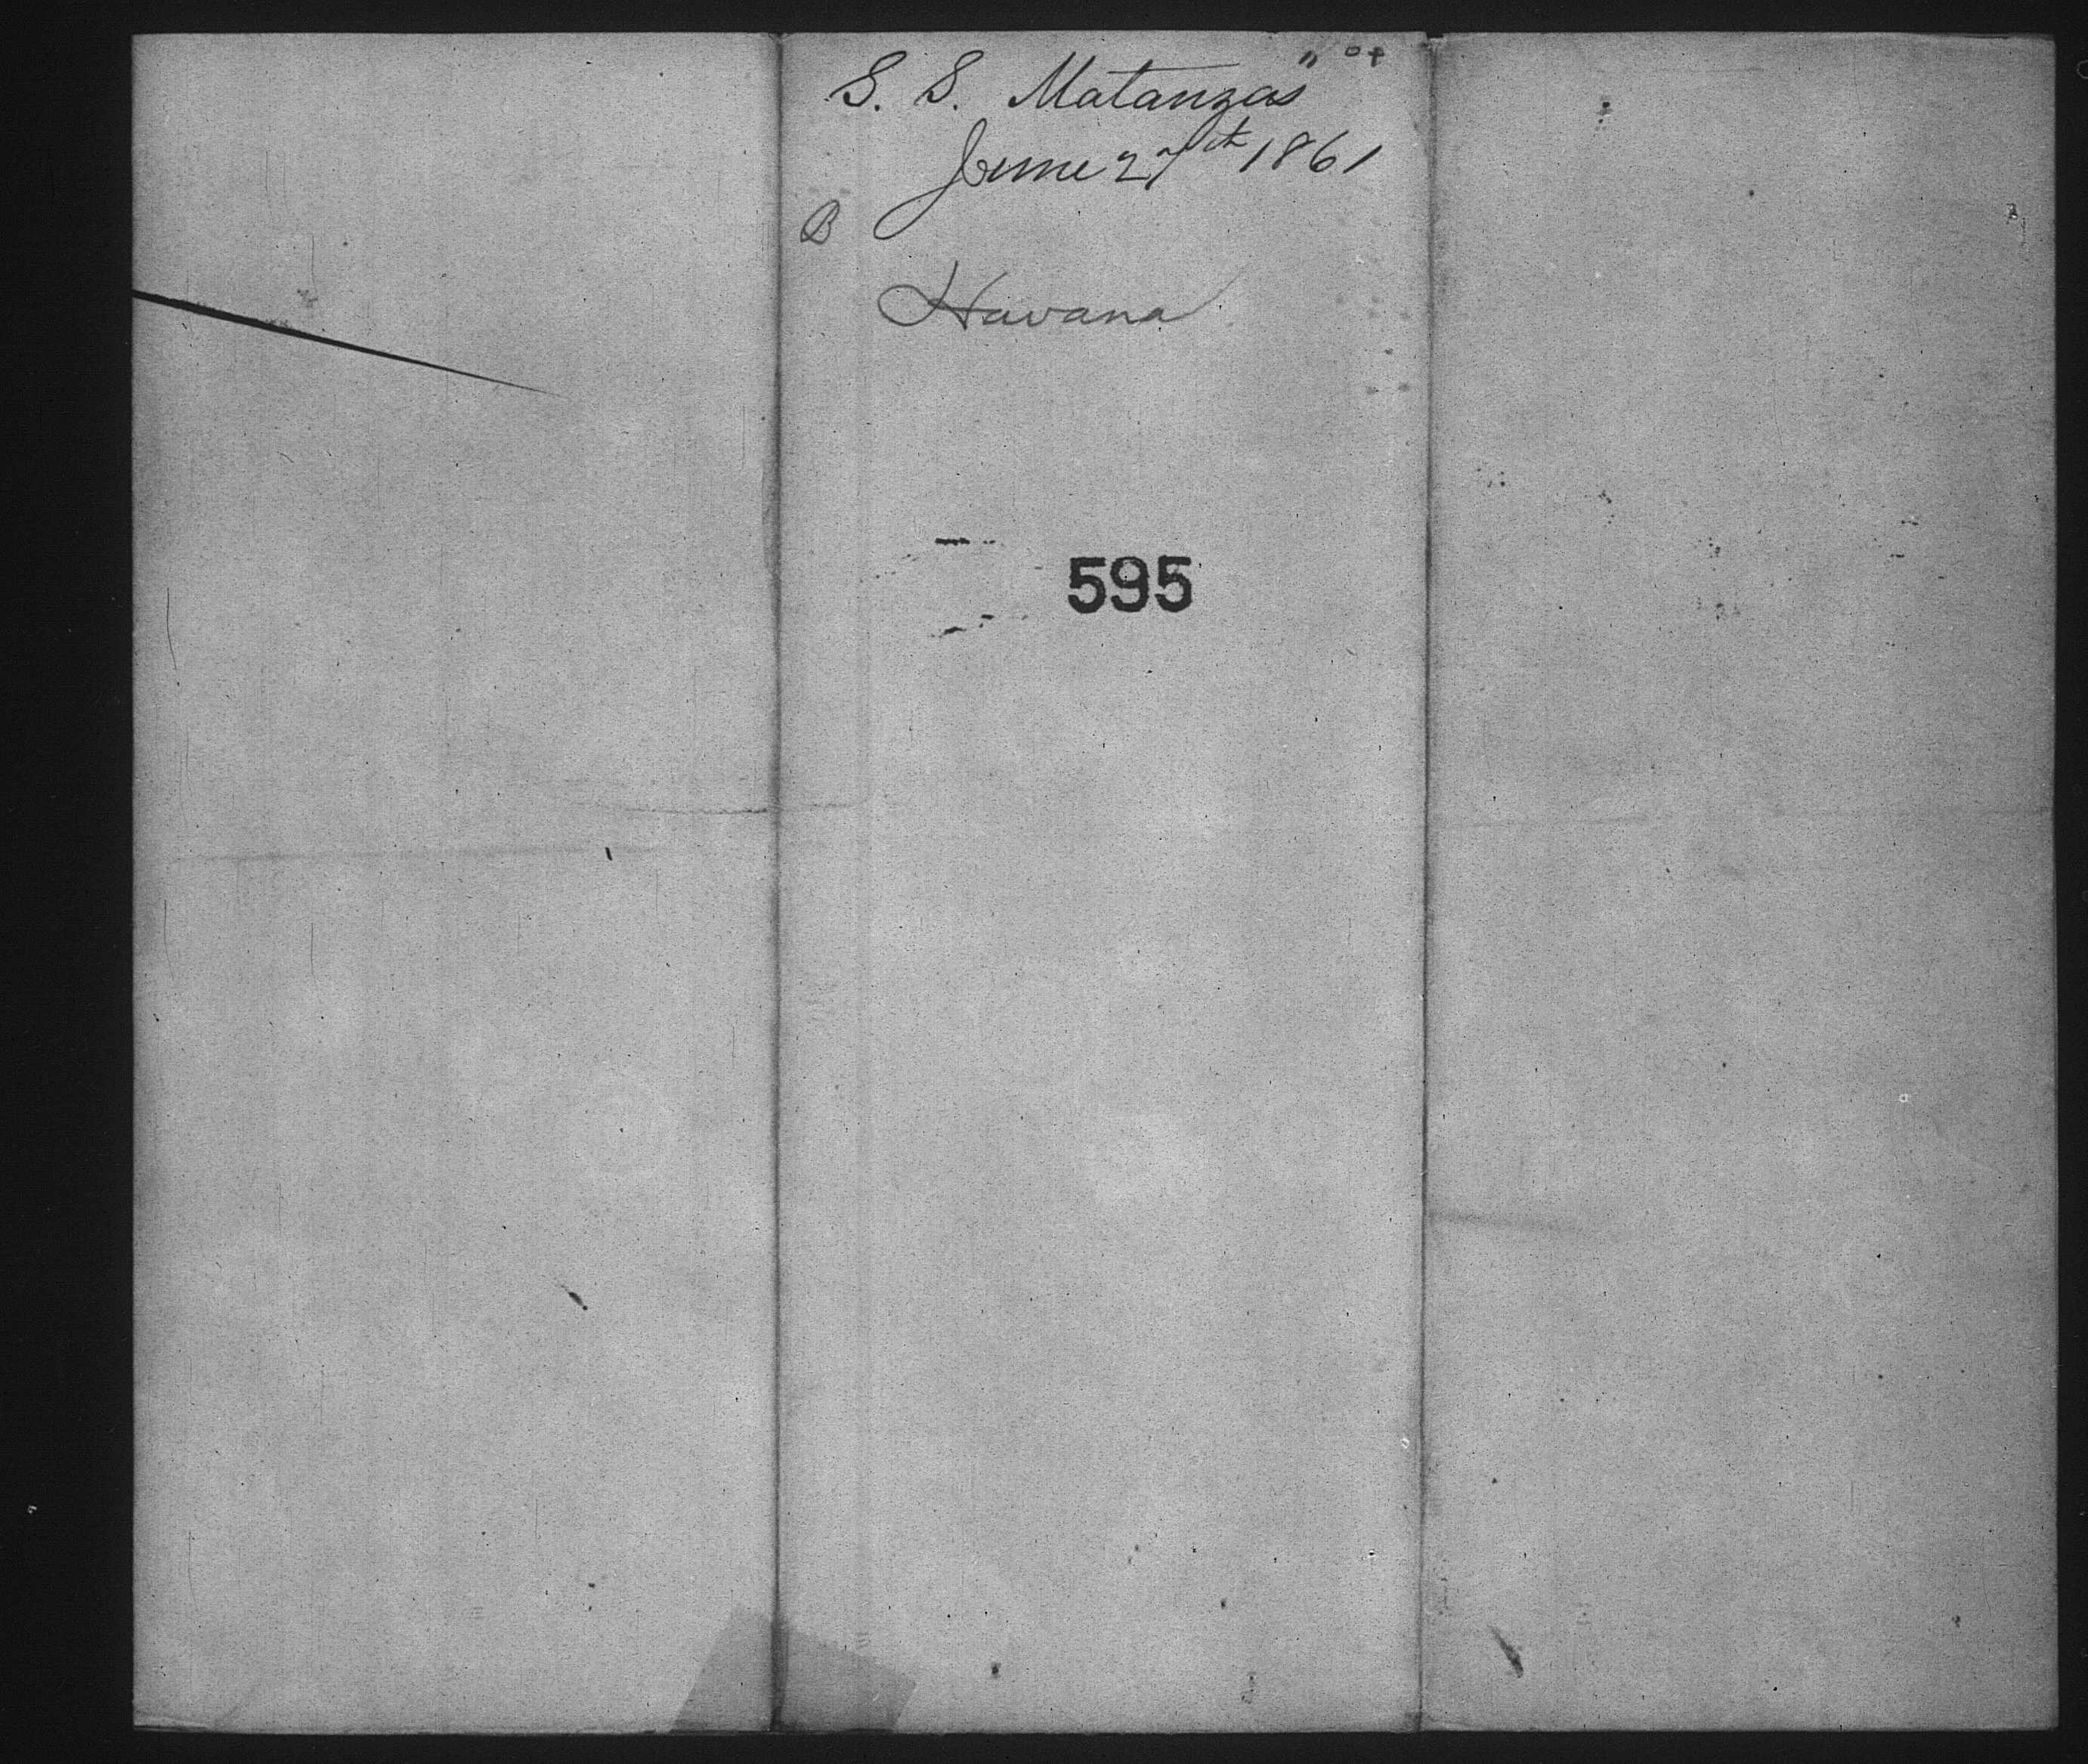 S. S. Matanzas"
June 27th 1861
B
Havana
595